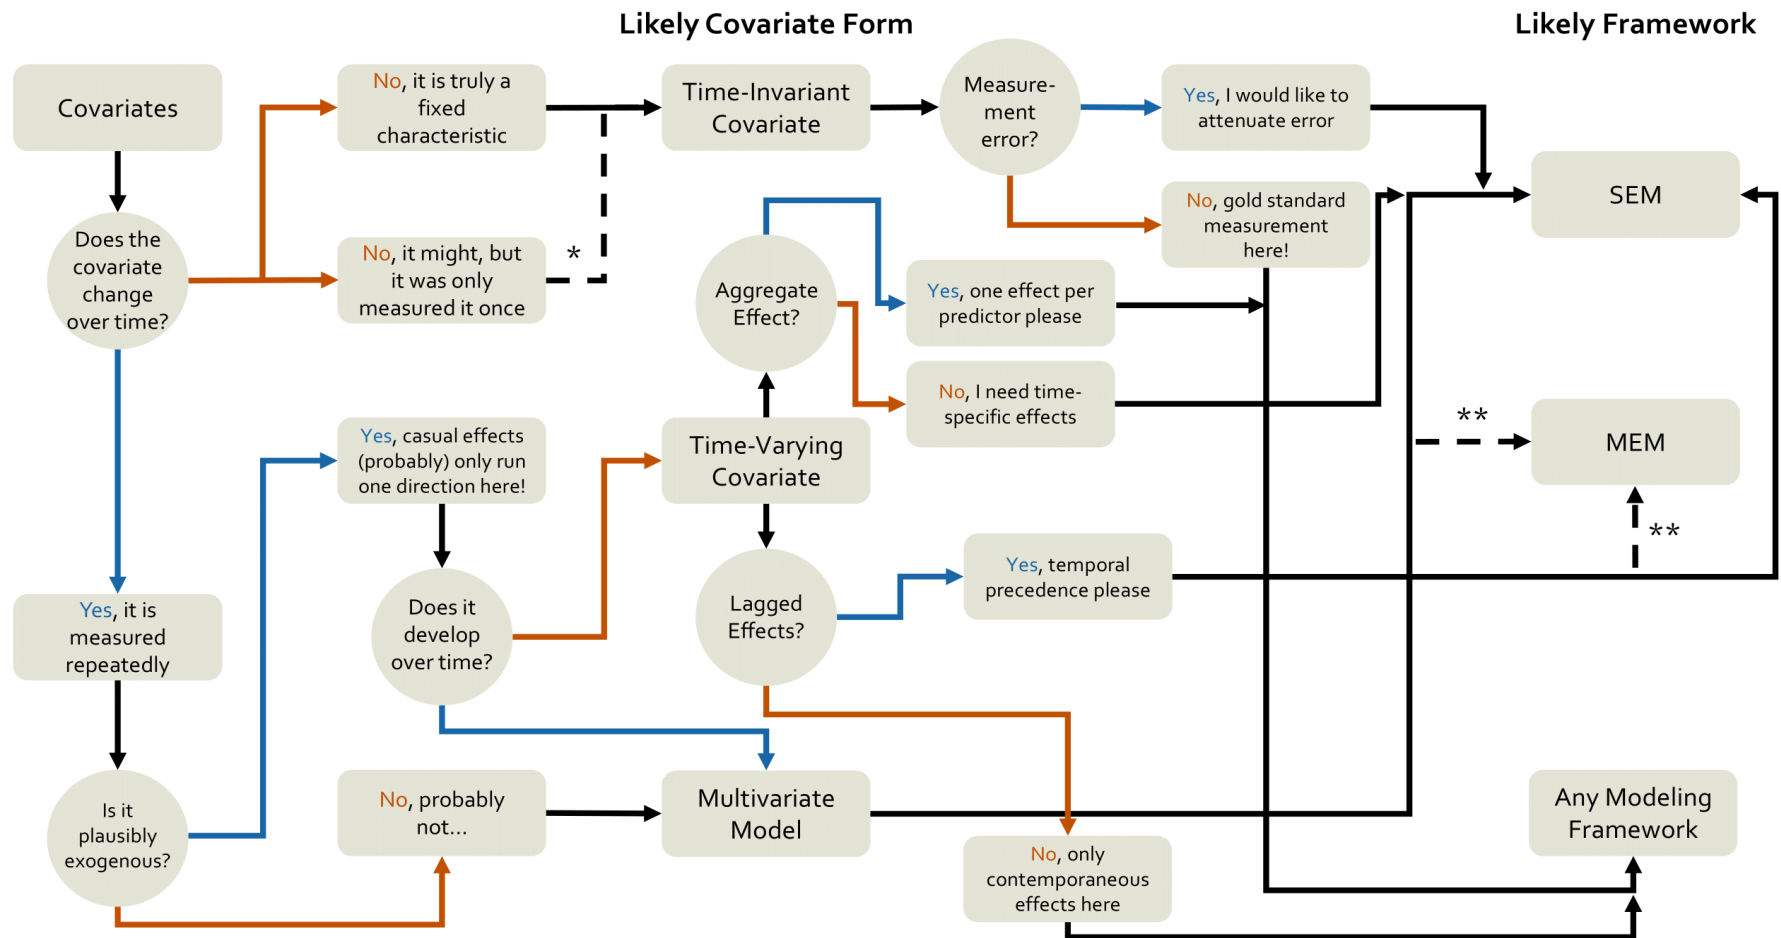 Likely Covariate Form
Likely Framework
Covariates
No, it is truly a
fixed
characteristic
Time-Invariant
Covariate
Measure-
ment
error?
Yes, I would like to
attenuate error
SEM
No, gold standard
measurement
here!
Does the
covariate
change
over time?
No, it might, but
it was only
measured it once
*
Aggregate
Effect?
Yes, one effect per
predictor please
No, I need time-
specific effects
Yes, casual effects
(probably) only run
one direction here!
Time-Varying
Covariate
**
MEM
**
Yes, it is
measured
repeatedly
Does it
develop
over time?
Lagged
Effects?
Yes, temporal
precedence please
Is it
plausibly
exogenous?
No, probably
not...
Multivariate
Model
No, only
contemporaneous
effects here
Any Modeling
Framework